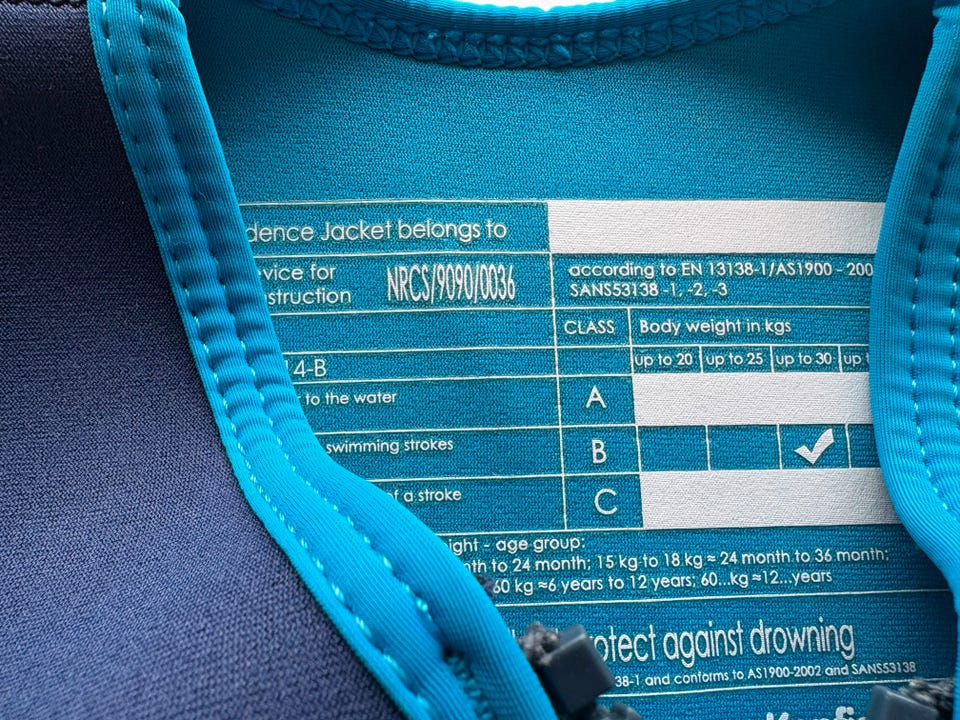 dence Jacket belongs to
evice for
struction
NRCS/9090/0036
according to EN 13138-1/AS1900 - 200
SANS53138 -1, -2, -3
CLASS Body weight in kgs
4-B
up to 20 up to 25 up to 30 up t
to the water A
swimming strokes B ✓
of a stroke C
ight - age group:
nth to 24 month; 15 kg to 18 kg ≈ 24 month to 36 month:
60 kg ≈6 years to 12 years; 60...kg ≈12...years
otect against drowning
38-1 and conforms to AS1900-2002 and SANS53138